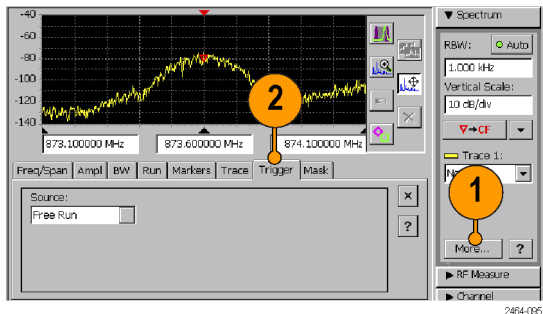 -40
-60
-80
-100
-120
-140
873.100000 MHz
873.600000 MHz
874.100000 MHz
2
Freq/Span
Ampl
BW
Run
Markers
Trace
Trigger
Mask
Source:
Free Run
×
?
▼ Spectrum
RBW:
Auto
1.000 kHz
Vertical Scale:
10 dB/div
→CF
Trace 1:
1
More...
?
► RF Measure
► Channel
2464-095